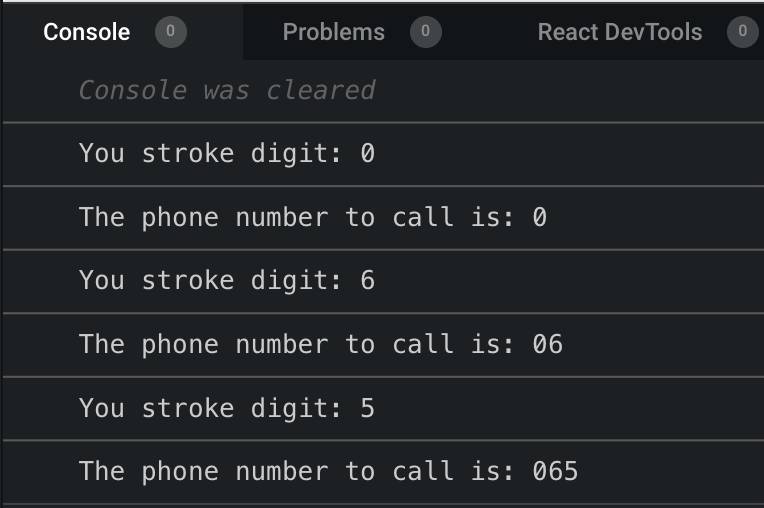 Console 0 Problems 0 React DevTools 0
Console was cleared
You stroke digit: 0
The phone number to call is: 0
You stroke digit: 6
The phone number to call is: 06
You stroke digit: 5
The phone number to call is: 065